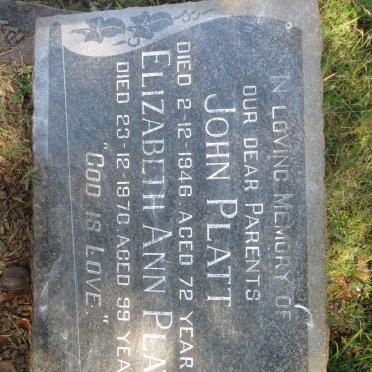 IN LOVING MEMORY OF
OUR DEAR PARENTS
JOHN PLATT
DIED 2-12-1946 AGED 72 YEAR
ELIZABETH ANN PLA
DIED 23-12-1970 AGED 99 YEA
"GOD IS LOVE."